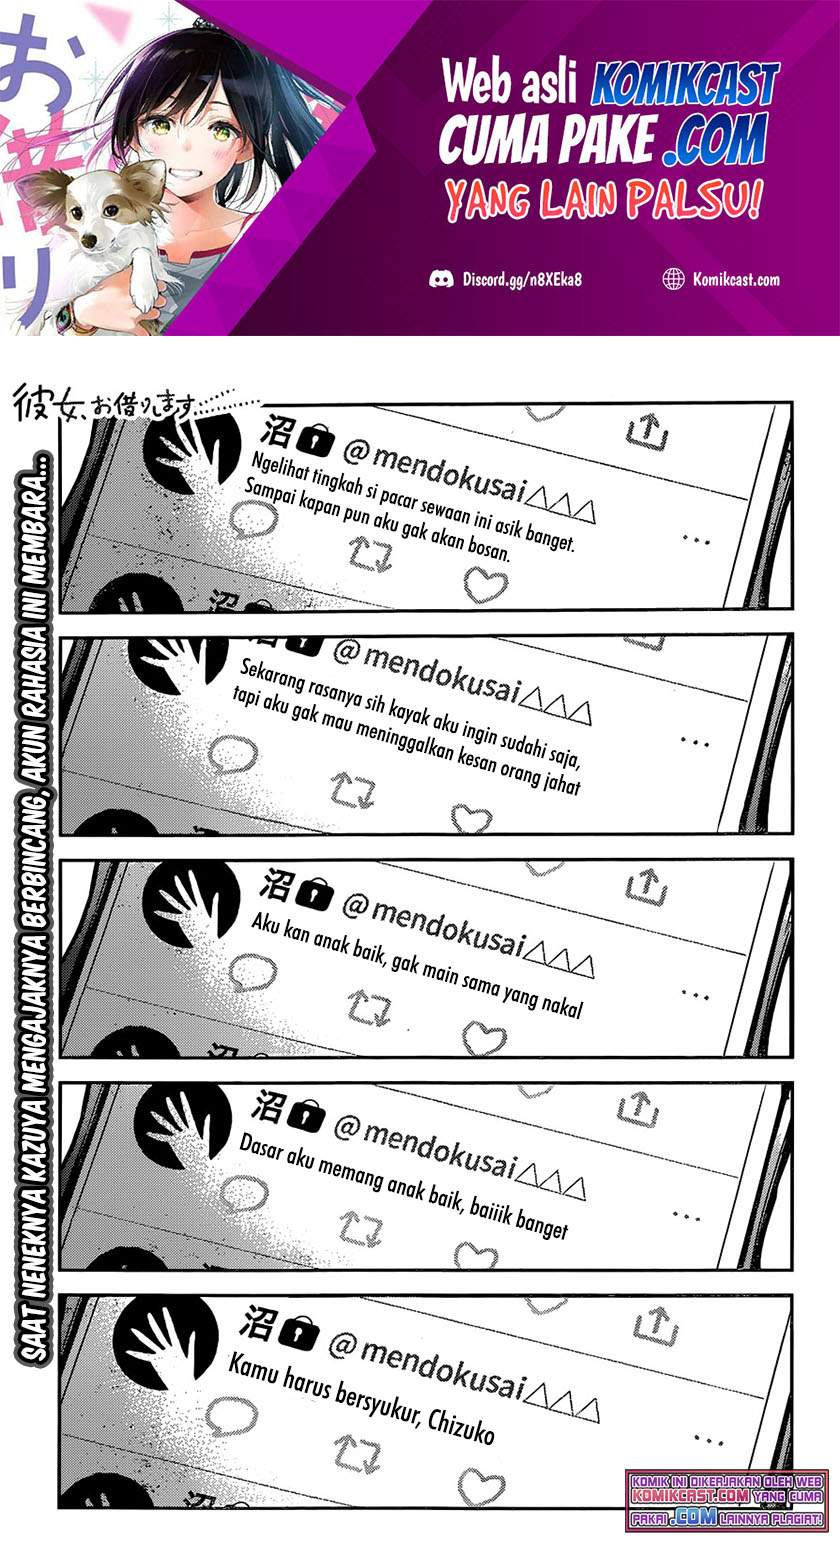 お借り
Web asli KOMIKCAST
CUMA PAKE .COM
YANG LAIN PALSU!
Discord.gg/n8XEka8
Komikcast.com
彼女、お借りします
SAAT NENEKNYA KAZUYA MENGAJAKNYA BERBINCANG, AKUN RAHASIA INI MEMBARA...
沼🔒 @mendokusai△△△
Ngelihat tingkah si pacar sewaan ini asik banget.
Sampai kapan pun aku gak akan bosan.
沼
@mendokusai△△△
Sekarang rasanya sih kayak aku ingin sudahi saja,
tapi aku gak mau meninggalkan kesan orang jahat
沼🔒 @mendokusai△△△
Aku kan anak baik, gak main sama yang nakal
沼🔒 @mendokusai△△△
Dasar aku memang anak baik, baiiik banget
沼🔒 @mendokusai△△△
Kamu harus bersyukur, Chizuko
KOMIK INI DIKERJAKAN OLEH WEB
KOMIKCAST.COM YANG CUMA
PAKAI .COM LAINNYA PLAGIAT!